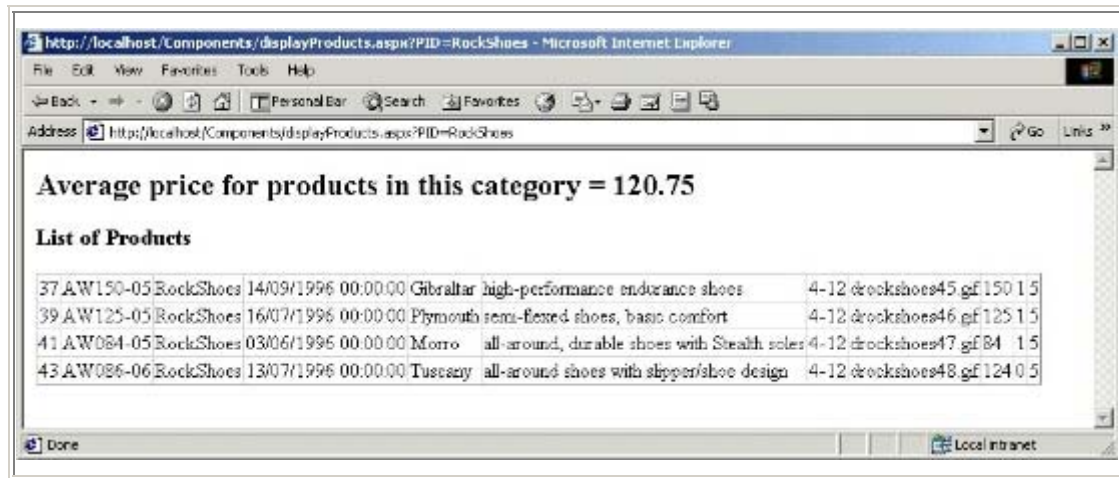 http://localhost/Components/displayProducts.aspx?PID=RockShoes - Microsoft Internet Explorer
File Edit View Favorites Tools Help
Back Personal Bar Search Favorites
Address http://localhost/Components/displayProducts.aspx?PID=RockShoes Go Links »
Average price for products in this category = 120.75
List of Products
37 AW150-05 RockShoes 14/09/1996 00:00:00 Gibraltar high-performance endurance shoes 4-12 drockshoes45.gif 150 1 5
39 AW125-05 RockShoes 16/07/1996 00:00:00 Plymouth semi-flexed shoes, basic comfort 4-12 drockshoes46.gif 125 1 5
41 AW084-05 RockShoes 03/06/1996 00:00:00 Morro all-around, durable shoes with Stealth soles 4-12 drockshoes47.gif 84 1 5
43 AW086-06 RockShoes 13/07/1996 00:00:00 Tuscany all-around shoes with slipper/shoe design 4-12 drockshoes48.gif 124 0 5
Done Local intranet